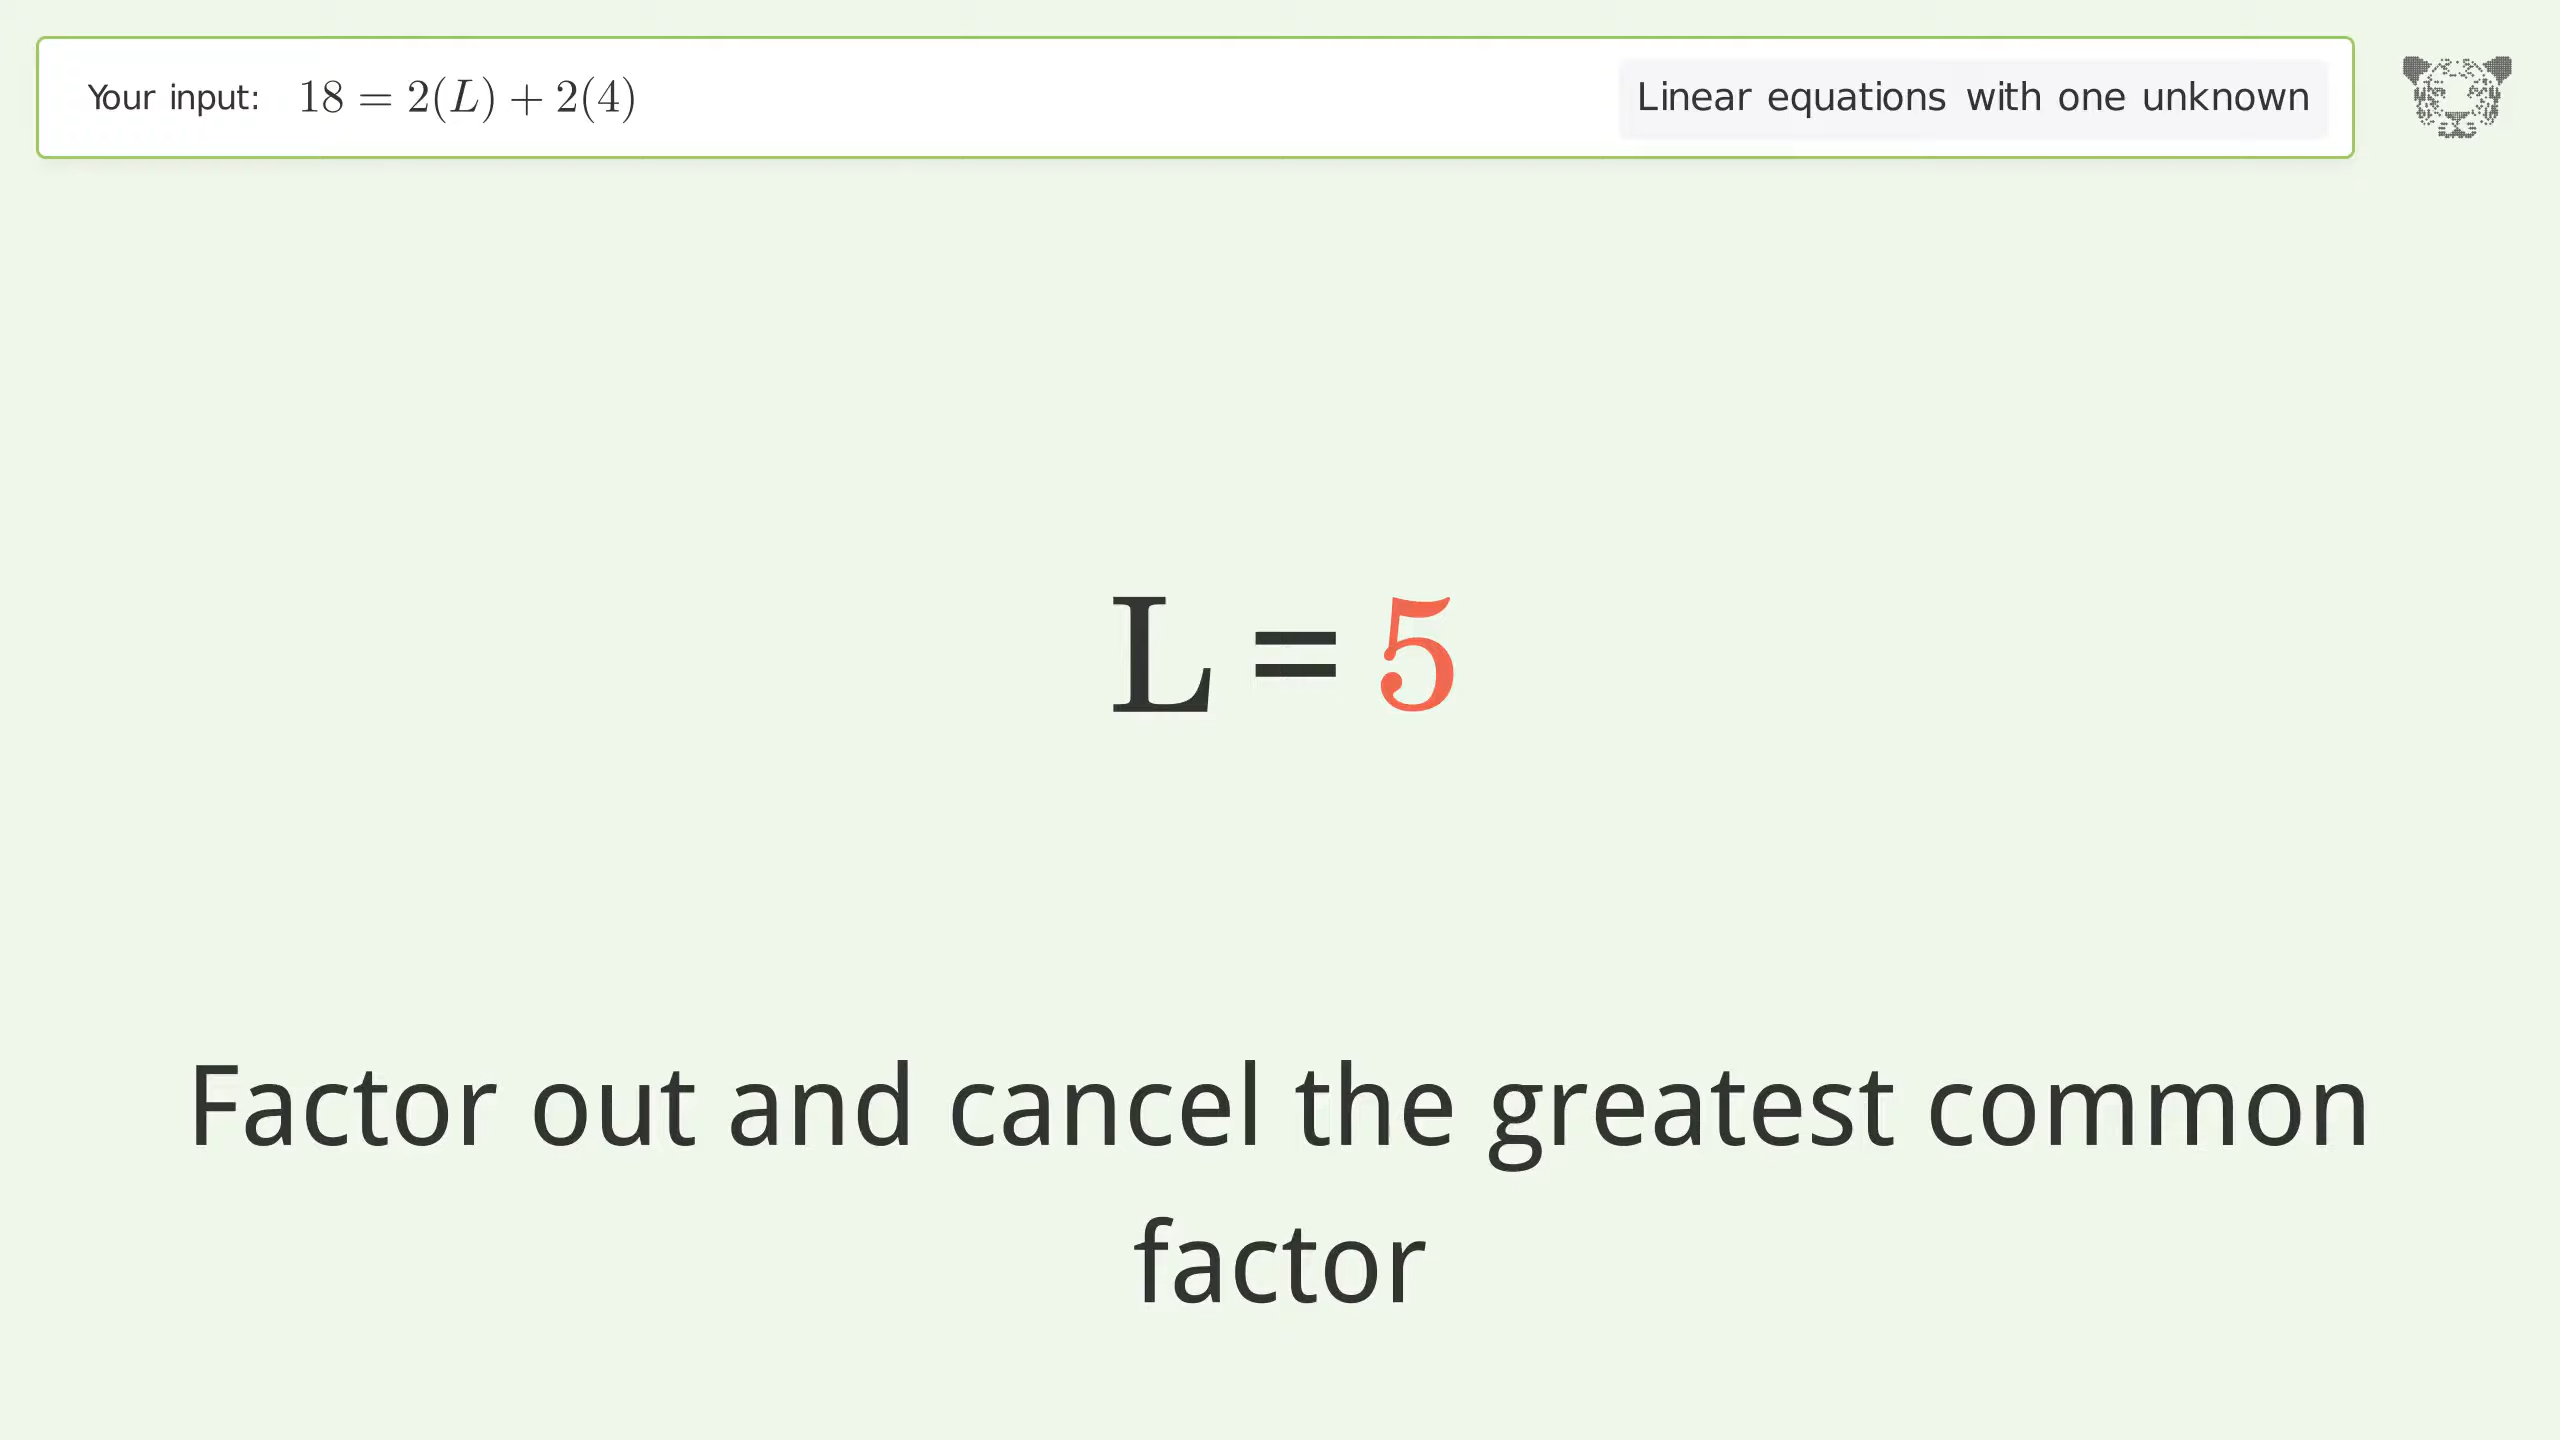 Your input: 18 = 2(L) + 2(4)
Linear equations with one unknown
L = 5
Factor out and cancel the greatest common
factor